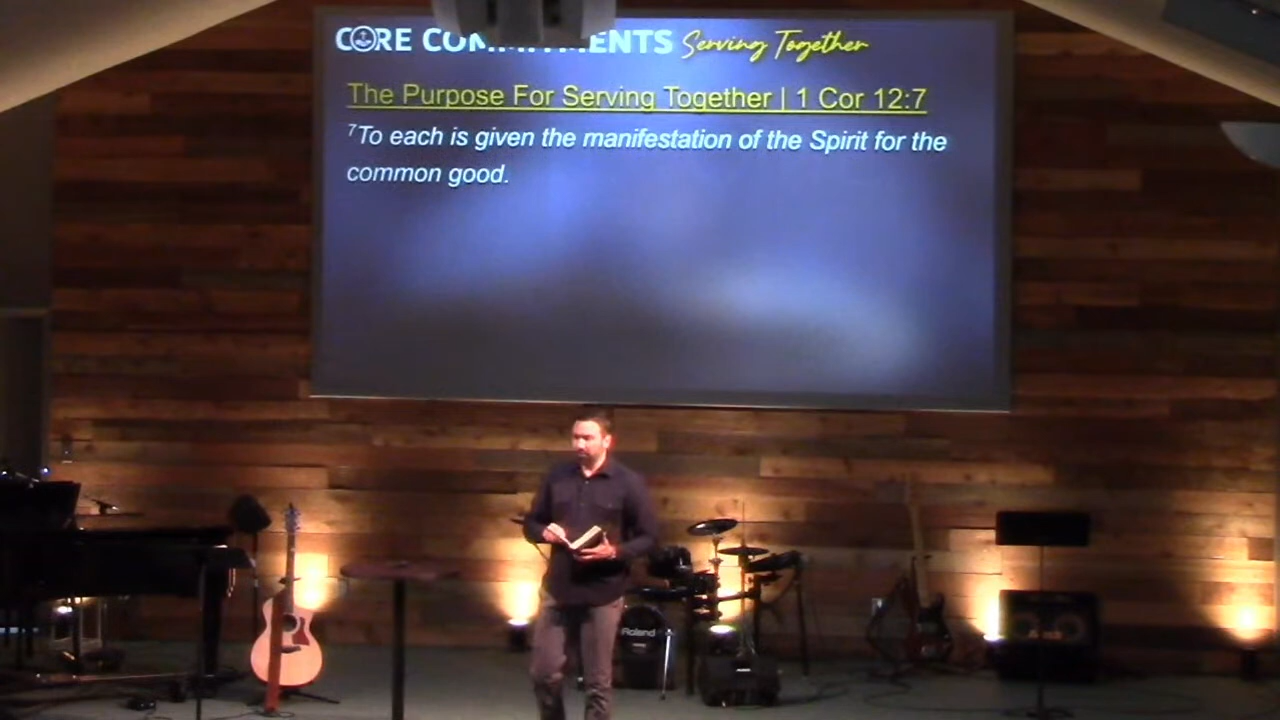 CORE COMMITMENTS Serving Together
The Purpose For Serving Together | 1 Cor 12:7
7To each is given the manifestation of the Spirit for the
common good.
Roland